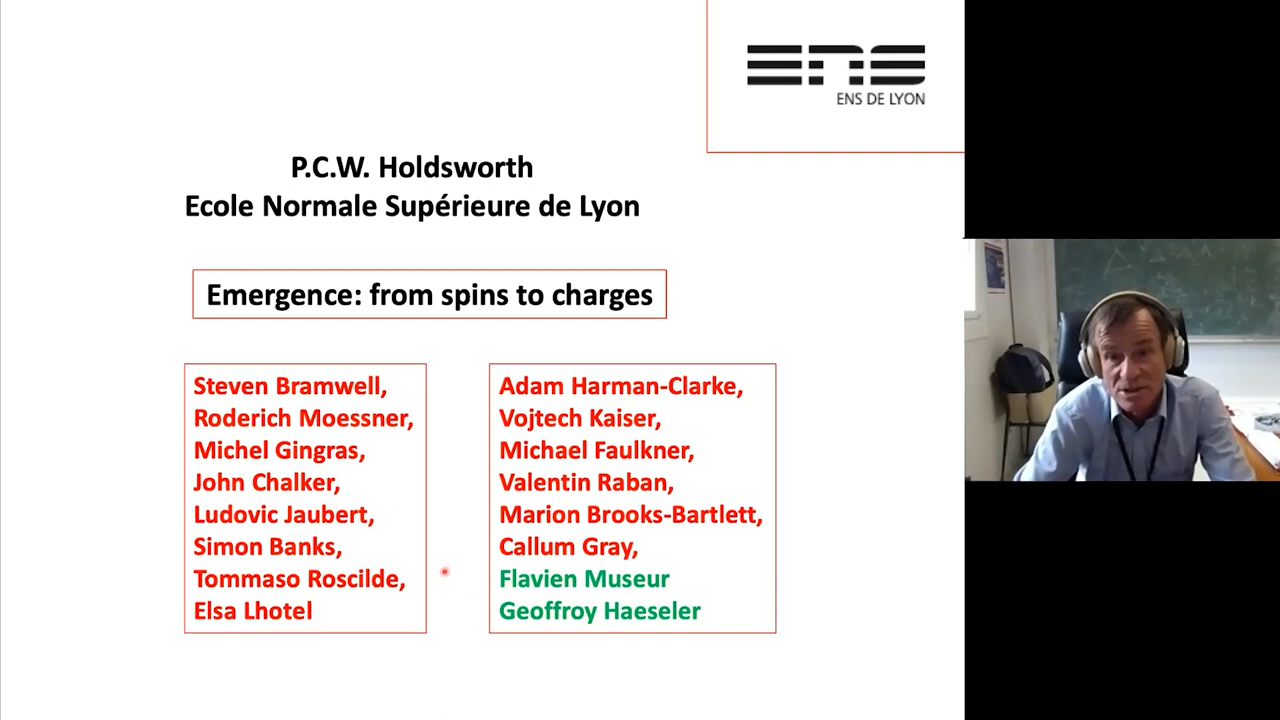 ENS
ENS DE LYON
P.C.W. Holdsworth
Ecole Normale Supérieure de Lyon
Emergence: from spins to charges
Steven Bramwell,
Roderich Moessner,
Michel Gingras,
John Chalker,
Ludovic Jaubert,
Simon Banks,
Tommaso Roscilde,
Elsa Lhotel
Adam Harman-Clarke,
Vojtech Kaiser,
Michael Faulkner,
Valentin Raban,
Marion Brooks-Bartlett,
Callum Gray,
Flavien Museur
Geoffroy Haeseler